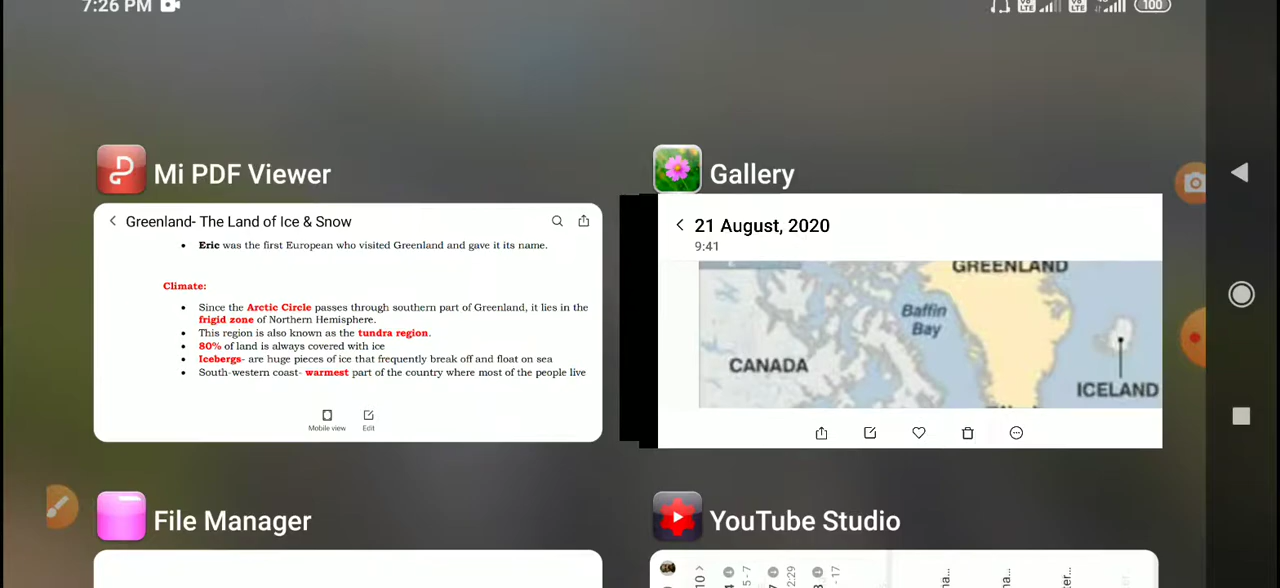 7:26 PM
100
Mi PDF Viewer
Greenland- The Land of Ice & Snow
• Eric was the first European who visited Greenland and gave it its name.
Climate:
• Since the Arctic Circle passes through southern part of Greenland, it lies in the
frigid zone of Northern Hemisphere.
• This region is also known as the tundra region.
• 80% of land is always covered with ice
• Icebergs- are huge pieces of ice that frequently break off and float on sea
• South-western coast- warmest part of the country where most of the people live
Mobile view
Edit
Gallery
21 August, 2020
9:41
GREENLAND
Baffin
Bay
CANADA
ICELAND
File Manager
YouTube Studio